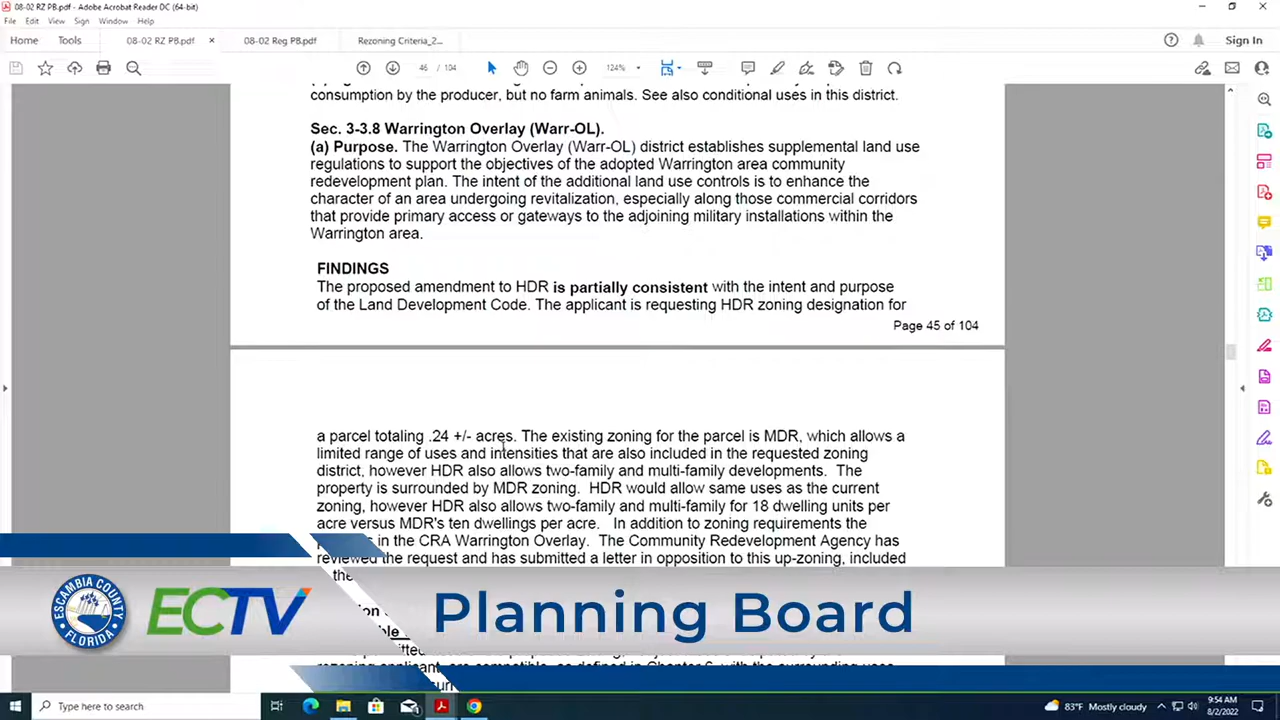 08-02 RZ PB.pdf - Adobe Acrobat Reader DC (64-bit)
File Edit View Sign Window Help
Home Tools 08-02 RZ PB.pdf × 08-02 Reg PB.pdf Rezoning Criteria_2... Sign In
46 / 104 124%
consumption by the producer, but no farm animals. See also conditional uses in this district.
Sec. 3-3.8 Warrington Overlay (Warr-OL).
(a) Purpose. The Warrington Overlay (Warr-OL) district establishes supplemental land use
regulations to support the objectives of the adopted Warrington area community
redevelopment plan. The intent of the additional land use controls is to enhance the
character of an area undergoing revitalization, especially along those commercial corridors
that provide primary access or gateways to the adjoining military installations within the
Warrington area.
FINDINGS
The proposed amendment to HDR is partially consistent with the intent and purpose
of the Land Development Code. The applicant is requesting HDR zoning designation for
Page 45 of 104
a parcel totaling .24 +/- acres. The existing zoning for the parcel is MDR, which allows a
limited range of uses and intensities that are also included in the requested zoning
district, however HDR also allows two-family and multi-family developments. The
property is surrounded by MDR zoning. HDR would allow same uses as the current
zoning, however HDR also allows two-family and multi-family for 18 dwelling units per
acre versus MDR's ten dwellings per acre. In addition to zoning requirements the
in the CRA Warrington Overlay. The Community Redevelopment Agency has
reviewed the request and has submitted a letter in opposition to this up-zoning, included
ESCAMBIA COUNTY FLORIDA
ECTV
Planning Board
rezoning applicant, are compatible, as defined in Chapter 6, with the surrounding uses
Type here to search
83°F Mostly cloudy
9:54 AM
8/2/2022